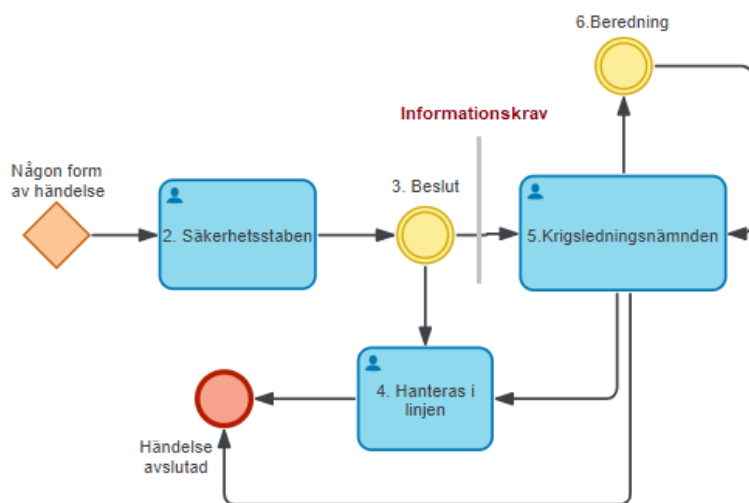 6.Beredning
Informationskrav
Någon form
av händelse
2. Säkerhetsstaben
3. Beslut
5.Krigsledningsnämnden
4. Hanteras i
linjen
Händelse
avslutad